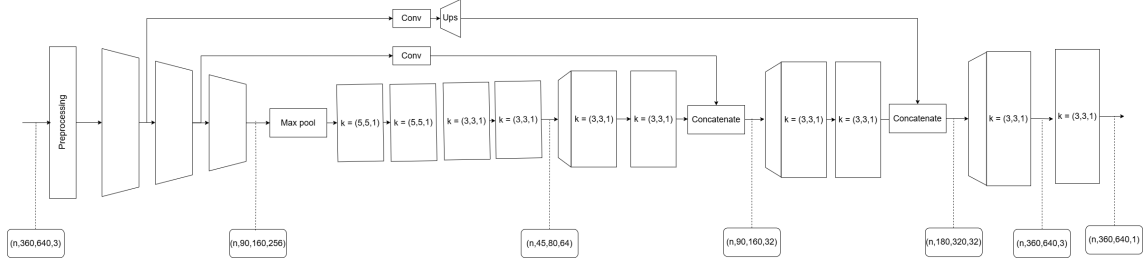 Conv
Ups
Conv
Preprocessing
Max pool
k = (5,5,1)
k = (5,5,1)
k = (3,3,1)
k = (3,3,1)
k = (3,3,1)
k = (3,3,1)
Concatenate
k = (3,3,1)
k = (3,3,1)
Concatenate
k = (3,3,1)
k = (3,3,1)
(n,360,640,3)
(n,90,160,256)
(n,45,80,64)
(n,90,160,32)
(n,180,320,32)
(n,360,640,3)
(n,360,640,1)